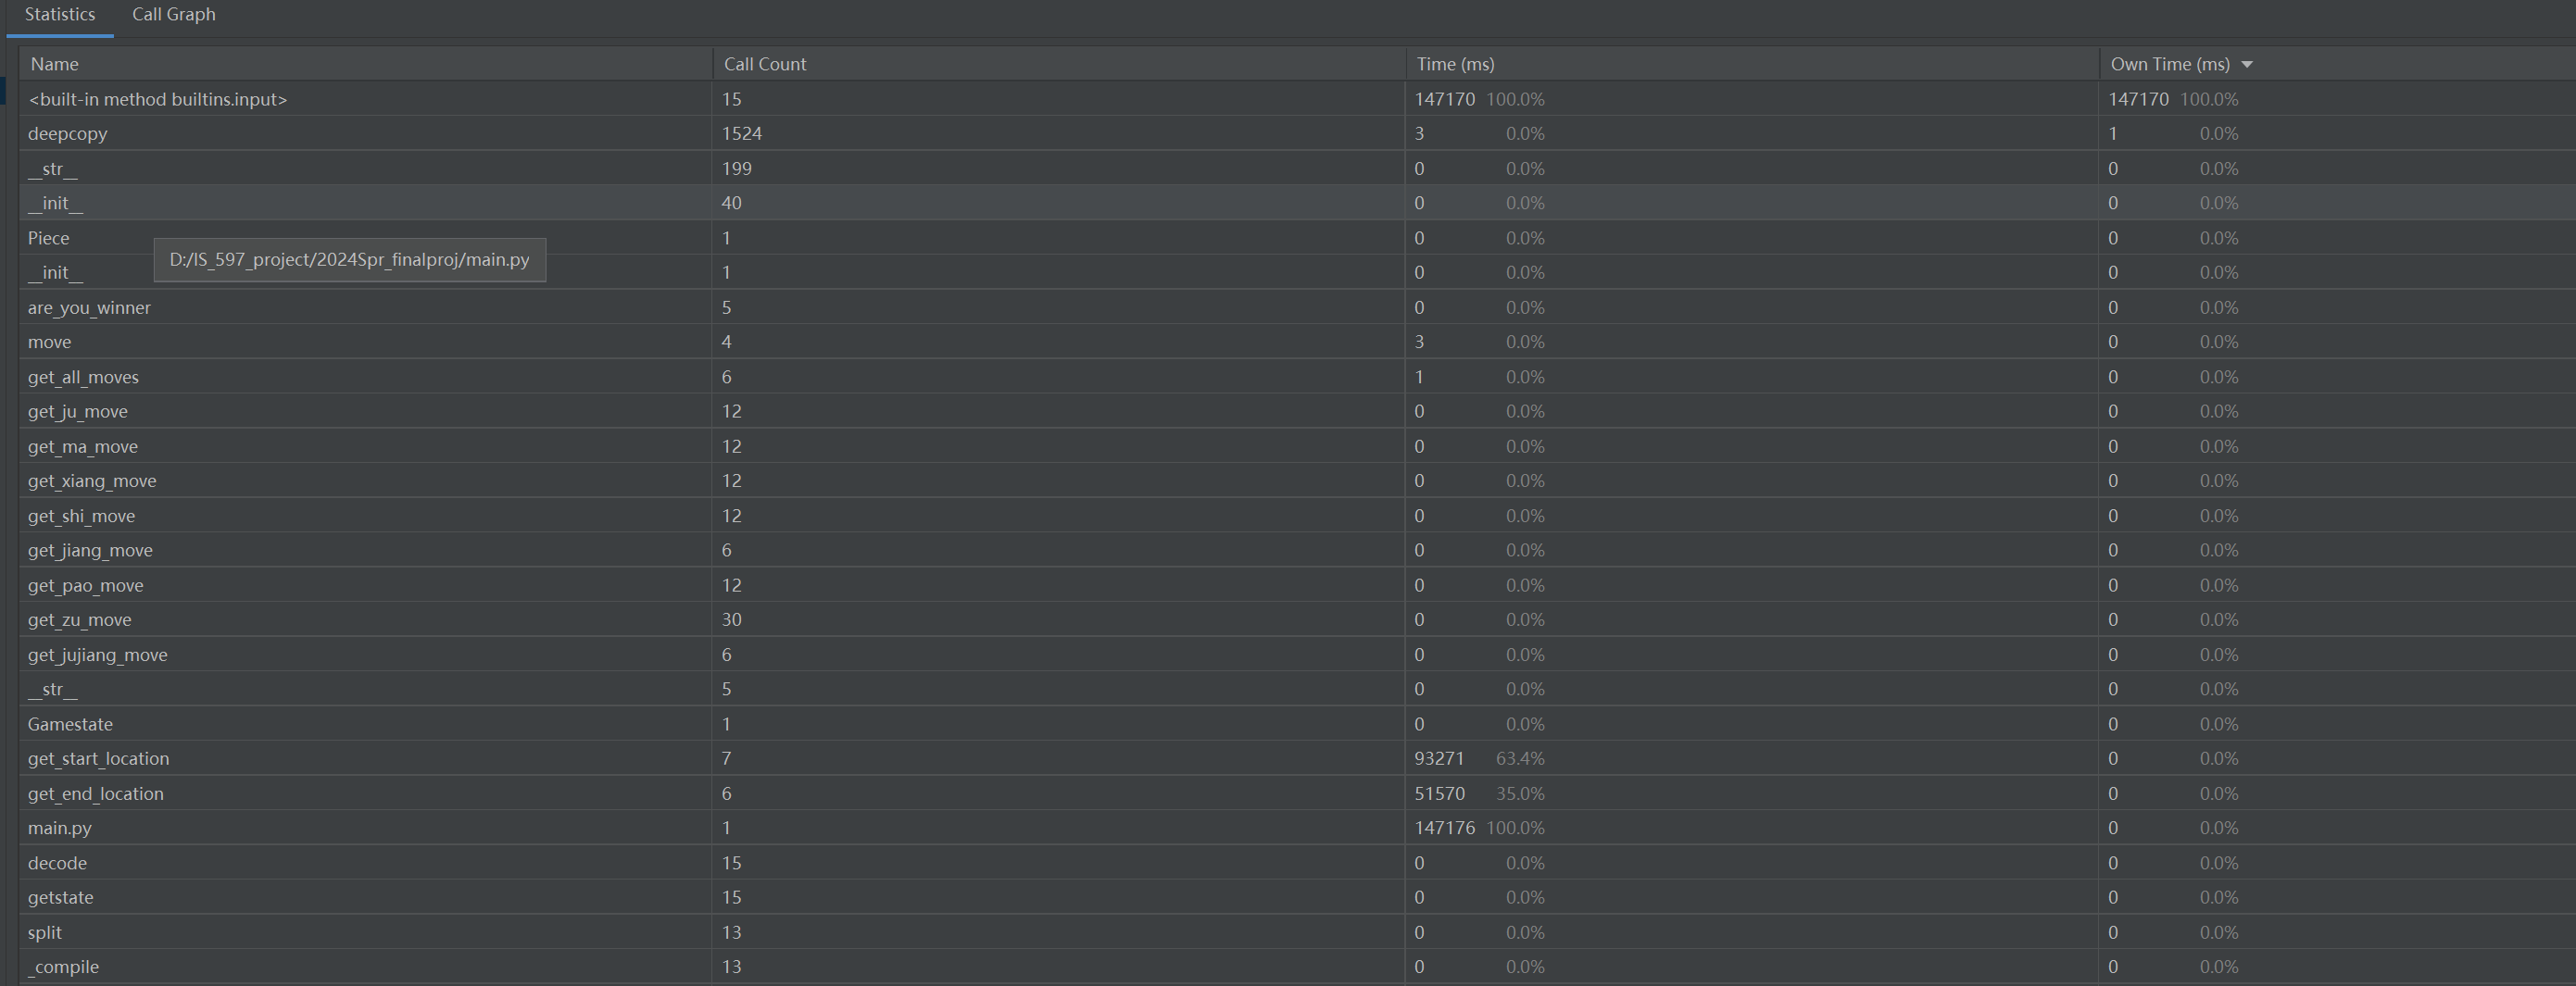 Statistics Call Graph
Name Call Count Time (ms) Own Time (ms)
<built-in method builtins.input> 15 147170 100.0% 147170 100.0%
deepcopy 1524 3 0.0% 1 0.0%
__str__ 199 0 0.0% 0 0.0%
__init__ 40 0 0.0% 0 0.0%
Piece 1 0 0.0% 0 0.0%
D:/IS_597_project/2024Spr_finalproj/main.py
__init__ 1 0 0.0% 0 0.0%
are_you_winner 5 0 0.0% 0 0.0%
move 4 3 0.0% 0 0.0%
get_all_moves 6 1 0.0% 0 0.0%
get_ju_move 12 0 0.0% 0 0.0%
get_ma_move 12 0 0.0% 0 0.0%
get_xiang_move 12 0 0.0% 0 0.0%
get_shi_move 12 0 0.0% 0 0.0%
get_jiang_move 6 0 0.0% 0 0.0%
get_pao_move 12 0 0.0% 0 0.0%
get_zu_move 30 0 0.0% 0 0.0%
get_jujiang_move 6 0 0.0% 0 0.0%
__str__ 5 0 0.0% 0 0.0%
Gamestate 1 0 0.0% 0 0.0%
get_start_location 7 93271 63.4% 0 0.0%
get_end_location 6 51570 35.0% 0 0.0%
main.py 1 147176 100.0% 0 0.0%
decode 15 0 0.0% 0 0.0%
getstate 15 0 0.0% 0 0.0%
split 13 0 0.0% 0 0.0%
_compile 13 0 0.0% 0 0.0%